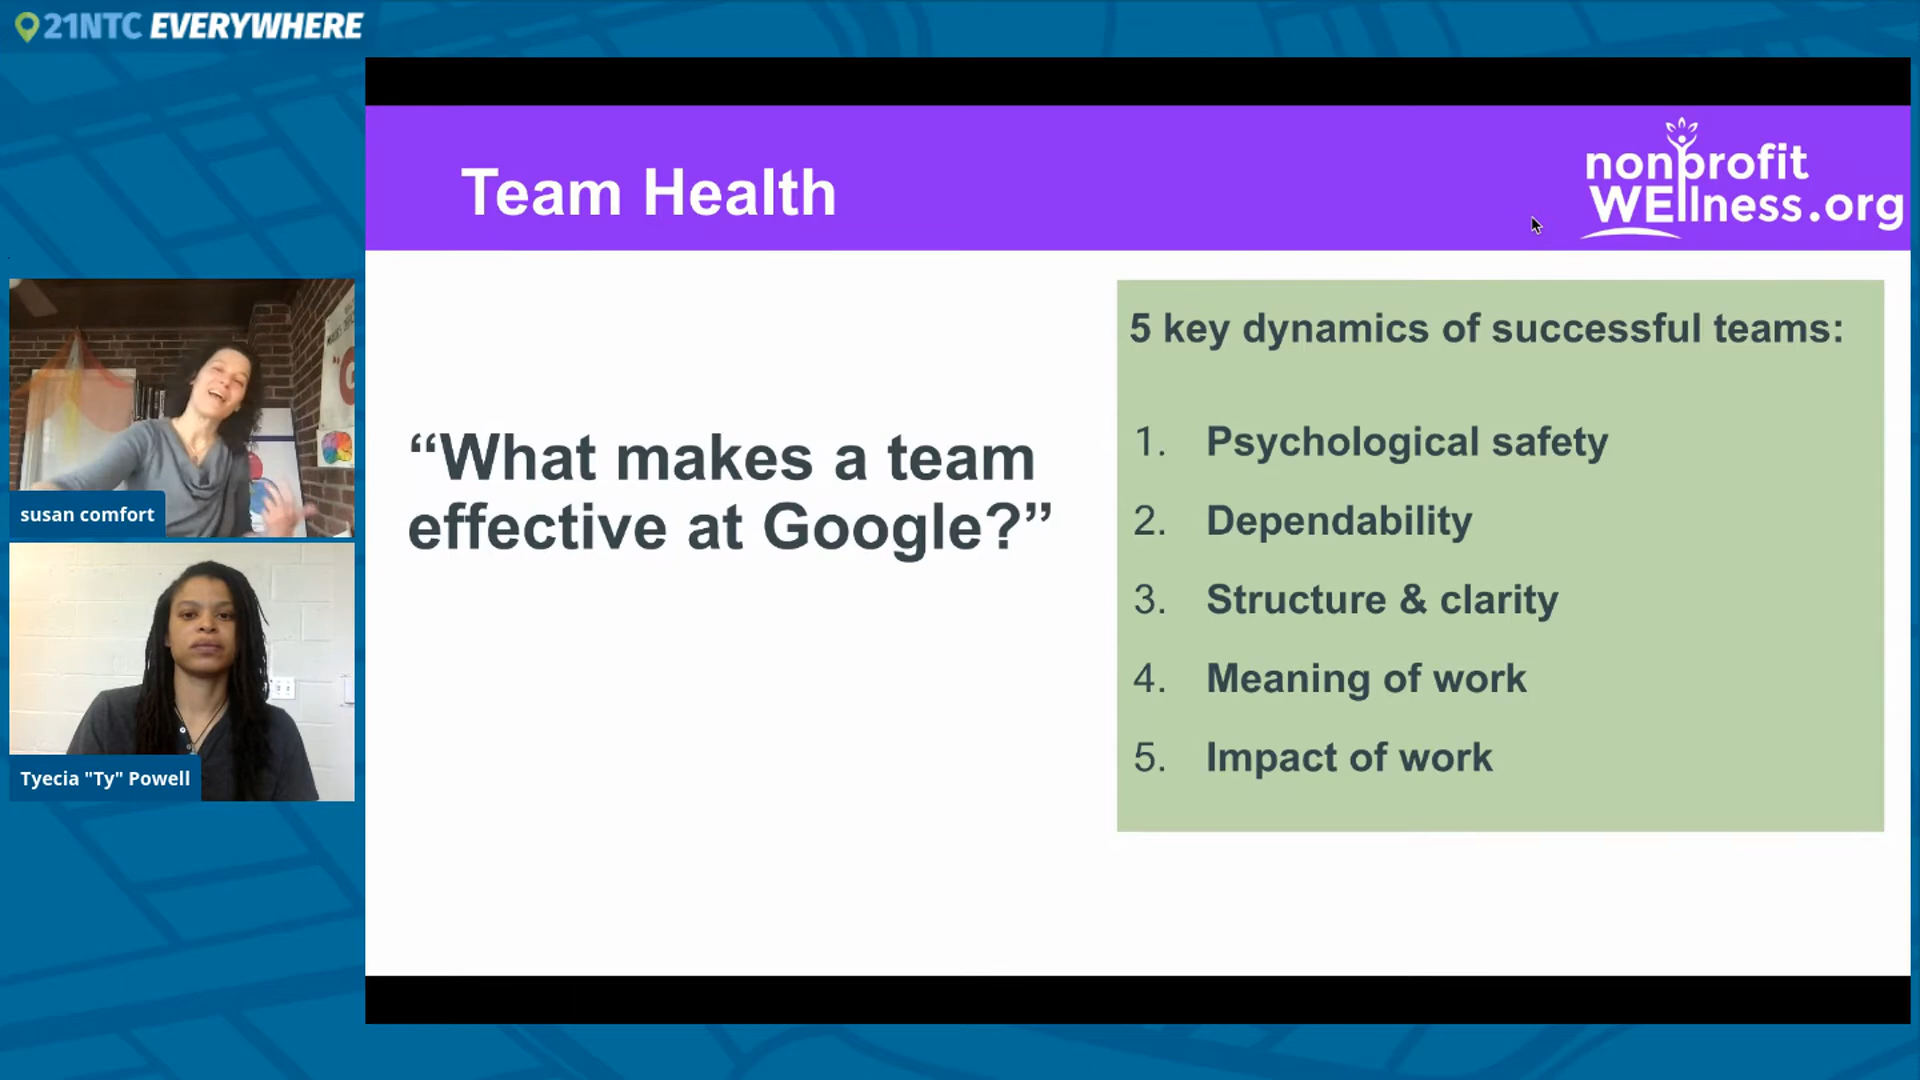 21NTC EVERYWHERE
Team Health
nonprofit
WEllness.org
susan comfort
Tyecia "Ty" Powell
“What makes a team
effective at Google?”
5 key dynamics of successful teams:
1. Psychological safety
2. Dependability
3. Structure & clarity
4. Meaning of work
5. Impact of work